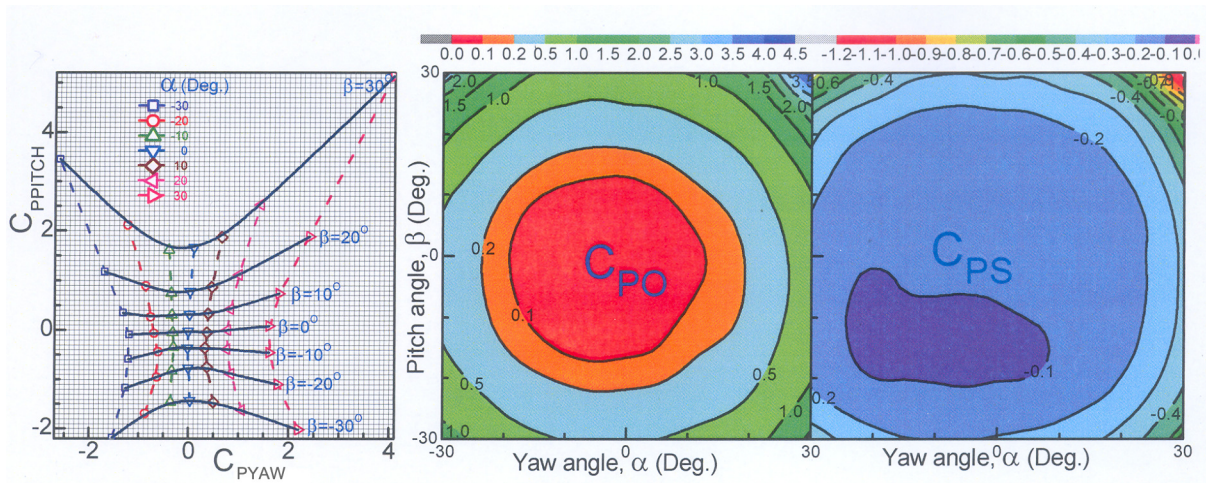 0.0 0.1 0.2 0.5 1.0 1.5 2.0 2.5 3.0 3.5 4.0 4.5
-1.2 -1.1 -1.0 -0.9 -0.8 -0.7 -0.6 -0.5 -0.4 -0.3 -0.2 -0.1 0.0
α (Deg.)
-30
-20
-10
0
10
20
30
β=30°
β=20°
β=10°
β=0°
β=-10°
β=-20°
β=-30°
4
2
0
-2
C_PPITCH
-2 0 2 4
C_PYAW
30
0
-30
Pitch angle, β (Deg.)
2.0
1.5
1.0
1.0
1.5
2.0
0.2
C_PO
0.1
0.5
0.5
1.0
1.0
-30 0 30
Yaw angle, α (Deg.)
-0.4
-0.4
-0.2
C_PS
-0.1
0.2
-0.4
0 30
Yaw angle, α (Deg.)